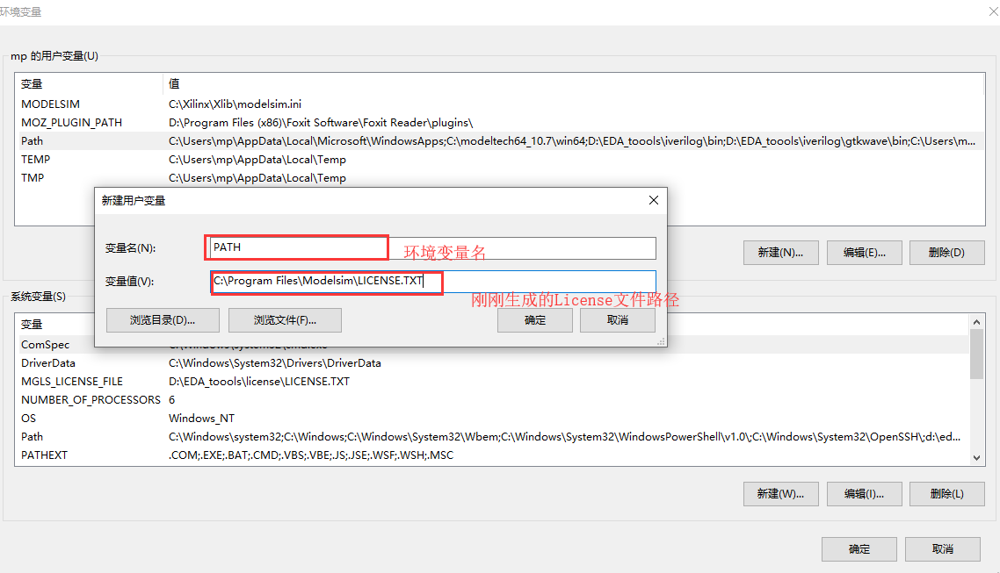 环境变量
mp 的用户变量(U)
变量 值
MODELSIM C:\Xilinx\Xlib\modelsim.ini
MOZ_PLUGIN_PATH D:\Program Files (x86)\Foxit Software\Foxit Reader\plugins\
Path C:\Users\mp\AppData\Local\Microsoft\WindowsApps;C:\modeltech64_10.7\win64;D:\EDA_toools\iverilog\bin;D:\EDA_toools\iverilog\gtkwave\bin;C:\Users\m...
TEMP C:\Users\mp\AppData\Local\Temp
TMP C:\Users\mp\AppData\Local\Temp
新建用户变量
变量名(N): PATH 环境变量名
变量值(V): C:\Program Files\Modelsim\LICENSE.TXT
刚刚生成的License文件路径
浏览目录(D)... 浏览文件(F)... 确定 取消
新建(N)... 编辑(E)... 删除(D)
系统变量(S)
变量
ComSpec C:\Windows\system32\cmd.exe
DriverData C:\Windows\System32\Drivers\DriverData
MGLS_LICENSE_FILE D:\EDA_toools\license\LICENSE.TXT
NUMBER_OF_PROCESSORS 6
OS Windows_NT
Path C:\Windows\system32;C:\Windows;C:\Windows\System32\Wbem;C:\Windows\System32\WindowsPowerShell\v1.0\;C:\Windows\System32\OpenSSH\;d:\ed...
PATHEXT .COM;.EXE;.BAT;.CMD;.VBS;.VBE;.JS;.JSE;.WSF;.WSH;.MSC
新建(W)... 编辑(I)... 删除(L)
确定 取消